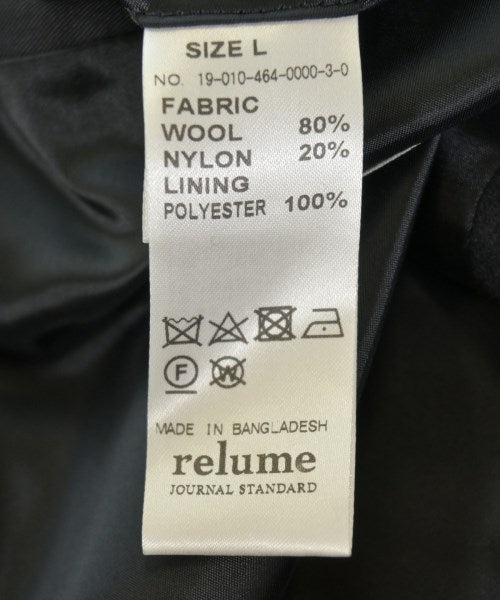 SIZE L
NO. 19-010-464-0000-3-0
FABRIC
WOOL 80%
NYLON 20%
LINING
POLYESTER 100%
F W
MADE IN BANGLADESH
relume
JOURNAL STANDARD